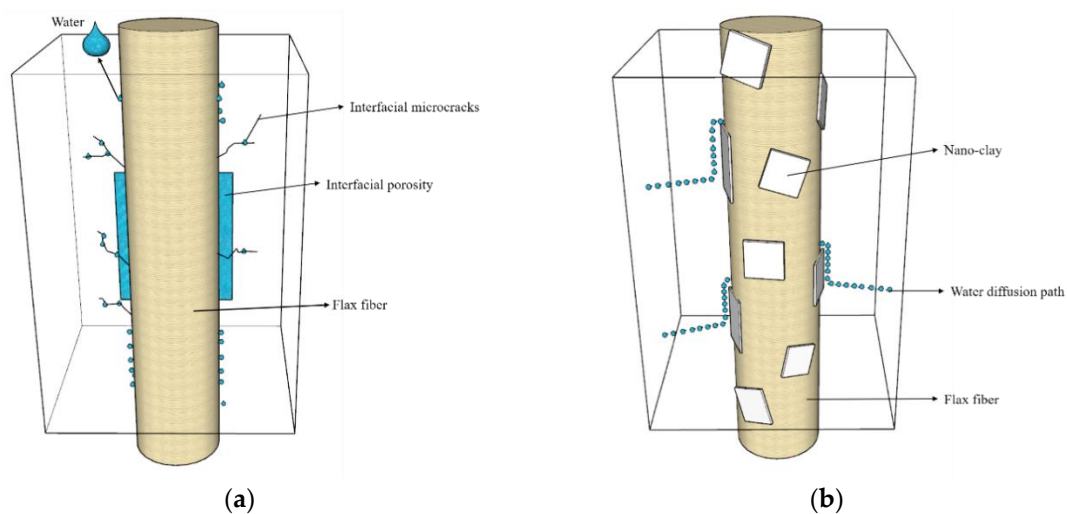 Water
Interfacial microcracks
Interfacial porosity
Flax fiber
(a)
Nano-clay
Water diffusion path
Flax fiber
(b)